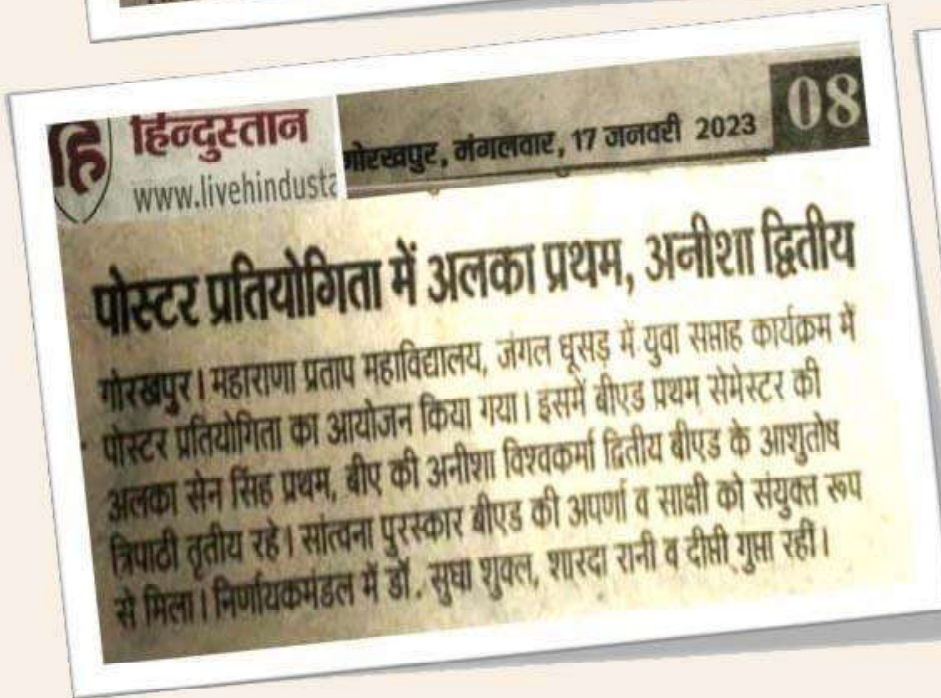 हि
हिन्दुस्तान
www.livehindusta
गोरखपुर, मंगलवार, 17 जनवरी 2023
08
पोस्टर प्रतियोगिता में अलका प्रथम, अनीशा द्वितीय
गोरखपुर। महाराणा प्रताप महाविद्यालय, जंगल धूसड़ में युवा सप्ताह कार्यक्रम में
पोस्टर प्रतियोगिता का आयोजन किया गया। इसमें बीएड प्रथम सेमेस्टर की
अलका सेन सिंह प्रथम, बीए की अनीशा विश्वकर्मा द्वितीय बीएड के आशुतोष
त्रिपाठी तृतीय रहे। सांत्वना पुरस्कार बीएड की अपर्णा व साक्षी को संयुक्त रूप
से मिला। निर्णायकमंडल में डॉ. सुधा शुक्ल, शारदा रानी व दीप्ती गुप्ता रहीं।